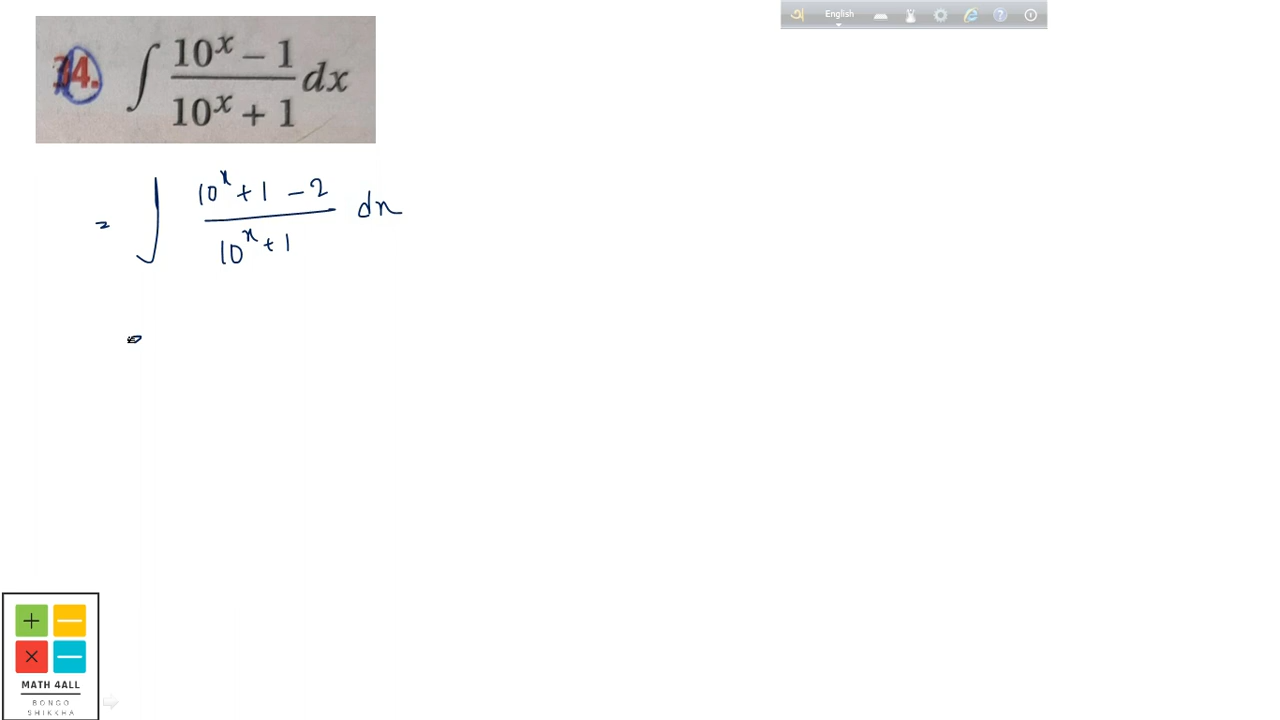 English
34. ∫ (10^x − 1)/(10^x + 1) dx
= ∫ (10^x + 1 − 2)/(10^x + 1) dx
=
MATH 4ALL
BONGO
SHIKKHA